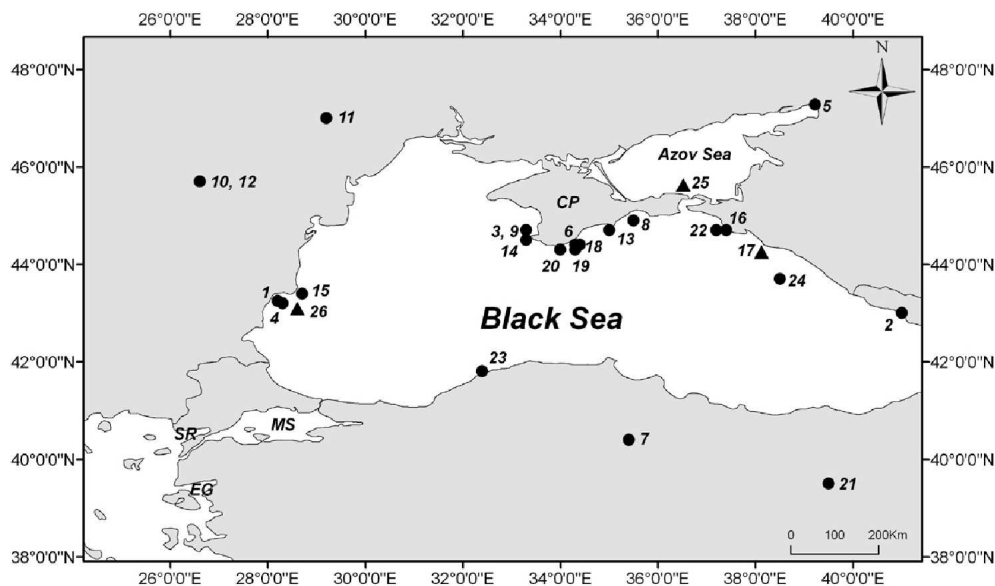 26°0'0"E 28°0'0"E 30°0'0"E 32°0'0"E 34°0'0"E 36°0'0"E 38°0'0"E 40°0'0"E
N
48°0'0"N 48°0'0"N
11
5
Azov Sea
46°0'0"N 46°0'0"N
10, 12
25
CP
3, 9
6
8
16
14
18
13
22
20
19
17
44°0'0"N 44°0'0"N
1
15
24
4
26
2
Black Sea
23
42°0'0"N 42°0'0"N
SR
MS
7
40°0'0"N 40°0'0"N
EG
21
0 100 200Km
38°0'0"N 38°0'0"N
26°0'0"E 28°0'0"E 30°0'0"E 32°0'0"E 34°0'0"E 36°0'0"E 38°0'0"E 40°0'0"E